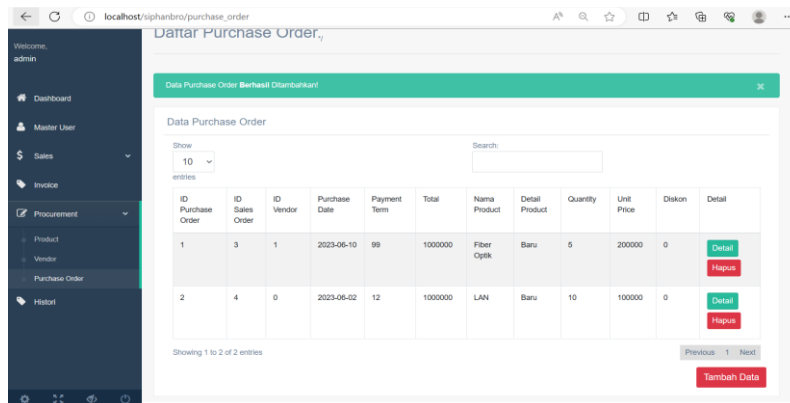 localhost/siphanbro/purchase_order
Welcome,
admin
Dashboard
Master User
Sales
Invoice
Procurement
Product
Vendor
Purchase Order
Histori
Daftar Purchase Order.,
Data Purchase Order Berhasil Ditambahkan!
×
Data Purchase Order
Show
10
entries
Search:
ID Purchase Order ID Sales Order ID Vendor Purchase Date Payment Term Total Nama Product Detail Product Quantity Unit Price Diskon Detail
1 3 1 2023-06-10 99 1000000 Fiber Optik Baru 5 200000 0 Detail
Hapus
2 4 0 2023-06-02 12 1000000 LAN Baru 10 100000 0 Detail
Hapus
Showing 1 to 2 of 2 entries
Previous 1 Next
Tambah Data